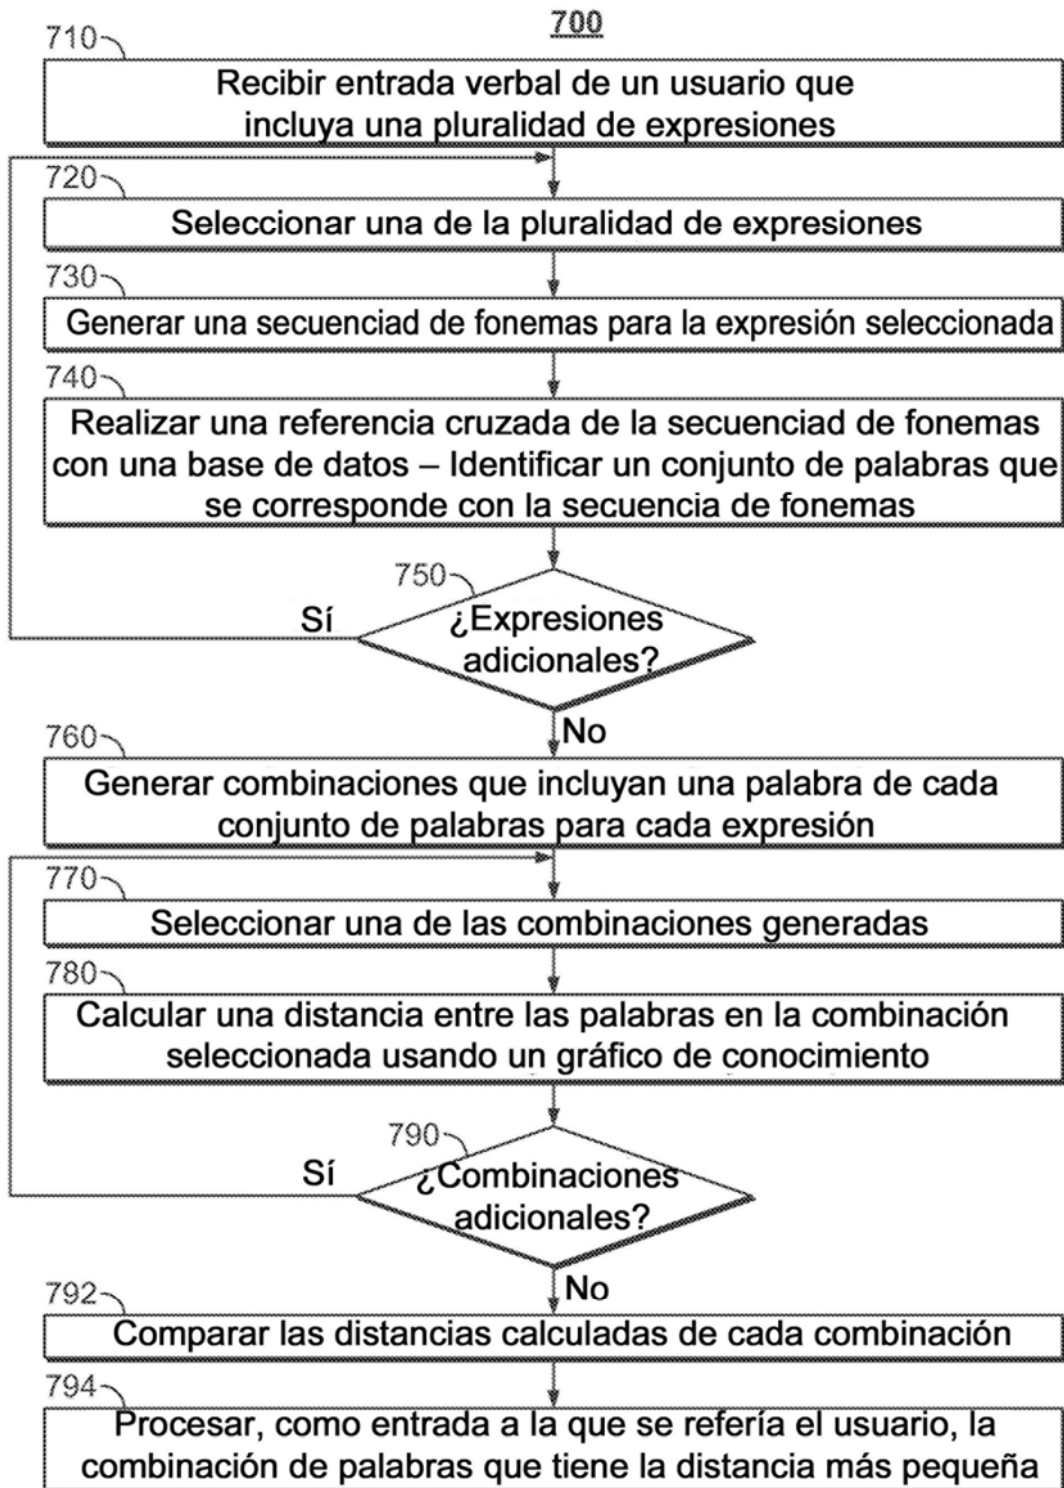 700
710
Recibir entrada verbal de un usuario que
incluya una pluralidad de expresiones
720
Seleccionar una de la pluralidad de expresiones
730
Generar una secuenciad de fonemas para la expresión seleccionada
740
Realizar una referencia cruzada de la secuenciad de fonemas
con una base de datos – Identificar un conjunto de palabras que
se corresponde con la secuencia de fonemas
750
Sí
¿Expresiones
adicionales?
No
760
Generar combinaciones que incluyan una palabra de cada
conjunto de palabras para cada expresión
770
Seleccionar una de las combinaciones generadas
780
Calcular una distancia entre las palabras en la combinación
seleccionada usando un gráfico de conocimiento
790
Sí
¿Combinaciones
adicionales?
No
792
Comparar las distancias calculadas de cada combinación
794
Procesar, como entrada a la que se refería el usuario, la
combinación de palabras que tiene la distancia más pequeña